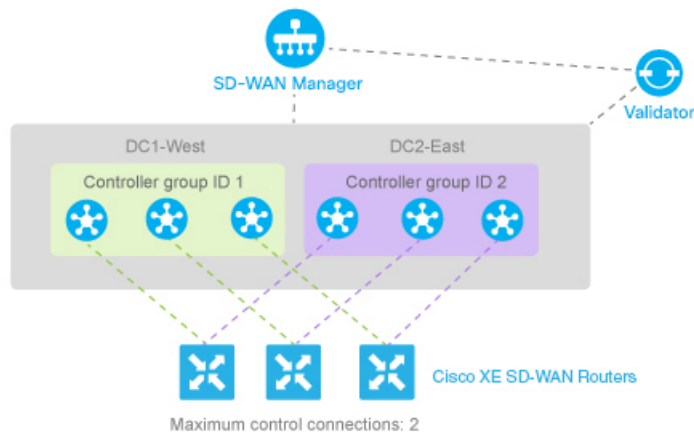 SD-WAN Manager
Validator
DC1-West
DC2-East
Controller group ID 1
Controller group ID 2
Cisco XE SD-WAN Routers
Maximum control connections: 2